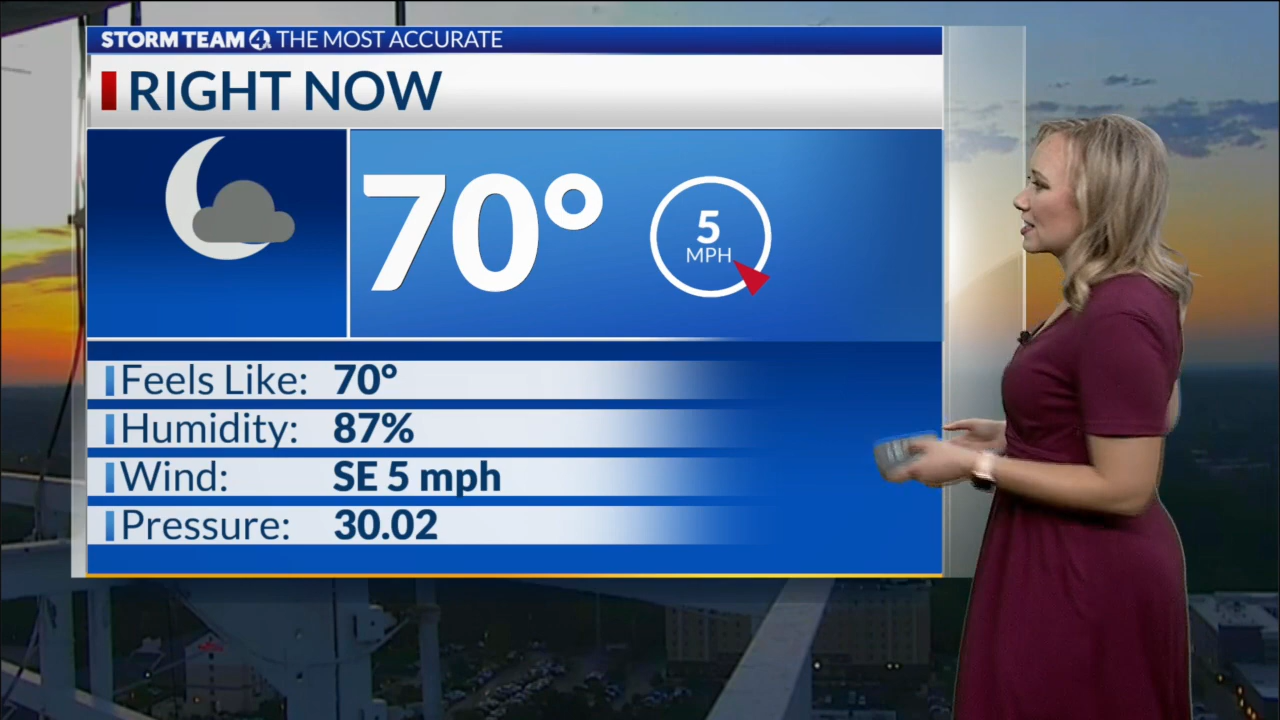 STORM TEAM 4 THE MOST ACCURATE
RIGHT NOW
70°
5
MPH
Feels Like: 70°
Humidity: 87%
Wind: SE 5 mph
Pressure: 30.02